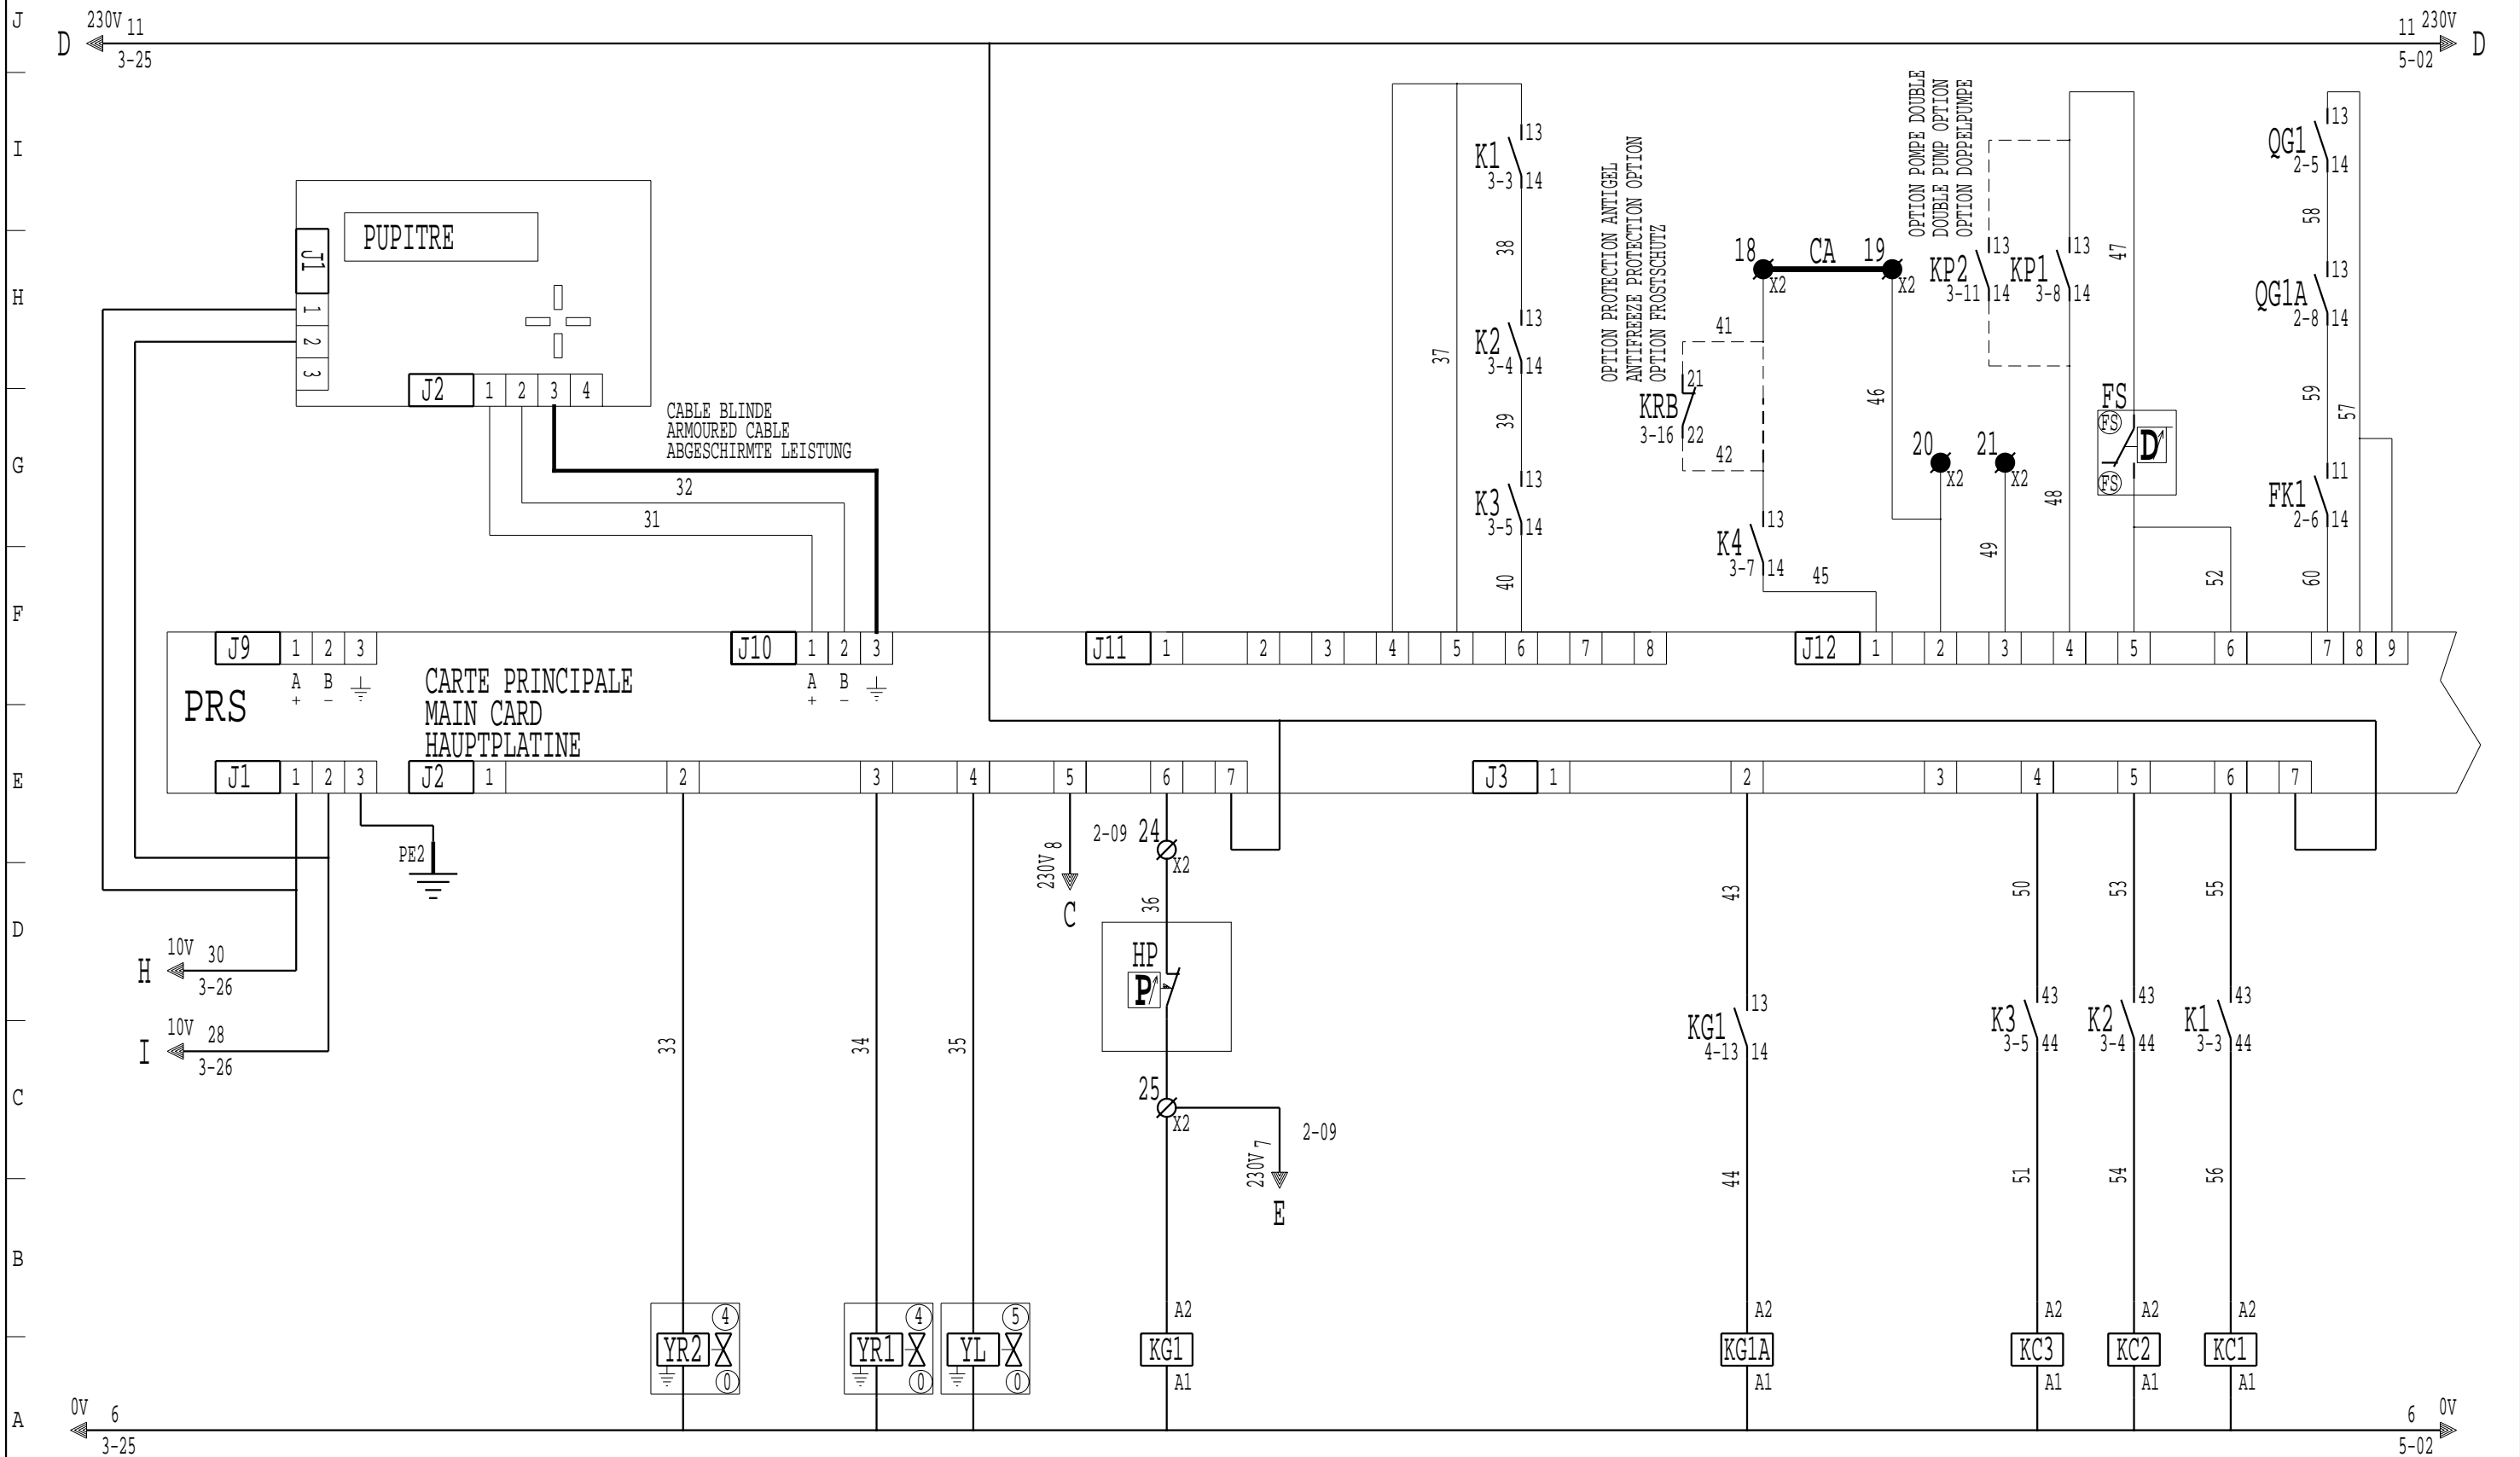 J
230V 11
D
3-25
11 230V
D
5-02
I
H
G
F
E
D
C
B
A
PUPITRE
J1
1
2
3
J2 1 2 3 4
CABLE BLINDE
ARMOURED CABLE
ABGESCHIRMTE LEISTUNG
32
31
37
K1
3-3
13
14
38
K2
3-4
13
14
39
K3
3-5
13
14
40
OPTION PROTECTION ANTIGEL
ANTIFREEZE PROTECTION OPTION
OPTION FROSTSCHUTZ
KRB
3-16
21
22
41
42
18
X2
CA
19
X2
K4
3-7
13
14
45
46
20
X2
21
X2
49
OPTION POMPE DOUBLE
DOUBLE PUMP OPTION
OPTION DOPPELPUMPE
KP2
3-11
13
14
KP1
3-8
13
14
47
48
FS
FS
D
FS
52
QG1
2-5
13
14
58
QG1A
2-8
13
14
59
57
FK1
2-6
11
14
60
J9 1 2 3
A B
+ -
J10 1 2 3
A B
+ -
J11 1 2 3 4 5 6 7 8
J12 1 2 3 4 5 6 7 8 9
PRS
CARTE PRINCIPALE
MAIN CARD
HAUPTPLATINE
J1 1 2 3
J2 1 2 3 4 5 6 7
J3 1 2 3 4 5 6 7
PE2
10V 30
H
3-26
10V 28
I
3-26
33
34
35
230V 8
C
2-09 24
X2
36
HP
P
25
X2
2-09
230V 7
E
43
KG1
4-13
13
14
44
50
K3
3-5
43
44
51
53
K2
3-4
43
44
54
55
K1
3-3
43
44
56
YR2
4
0
YR1
4
0
YL
5
0
A2
KG1
A1
A2
KG1A
A1
A2
KC3
A1
A2
KC2
A1
A2
KC1
A1
0V 6
3-25
6 0V
5-02